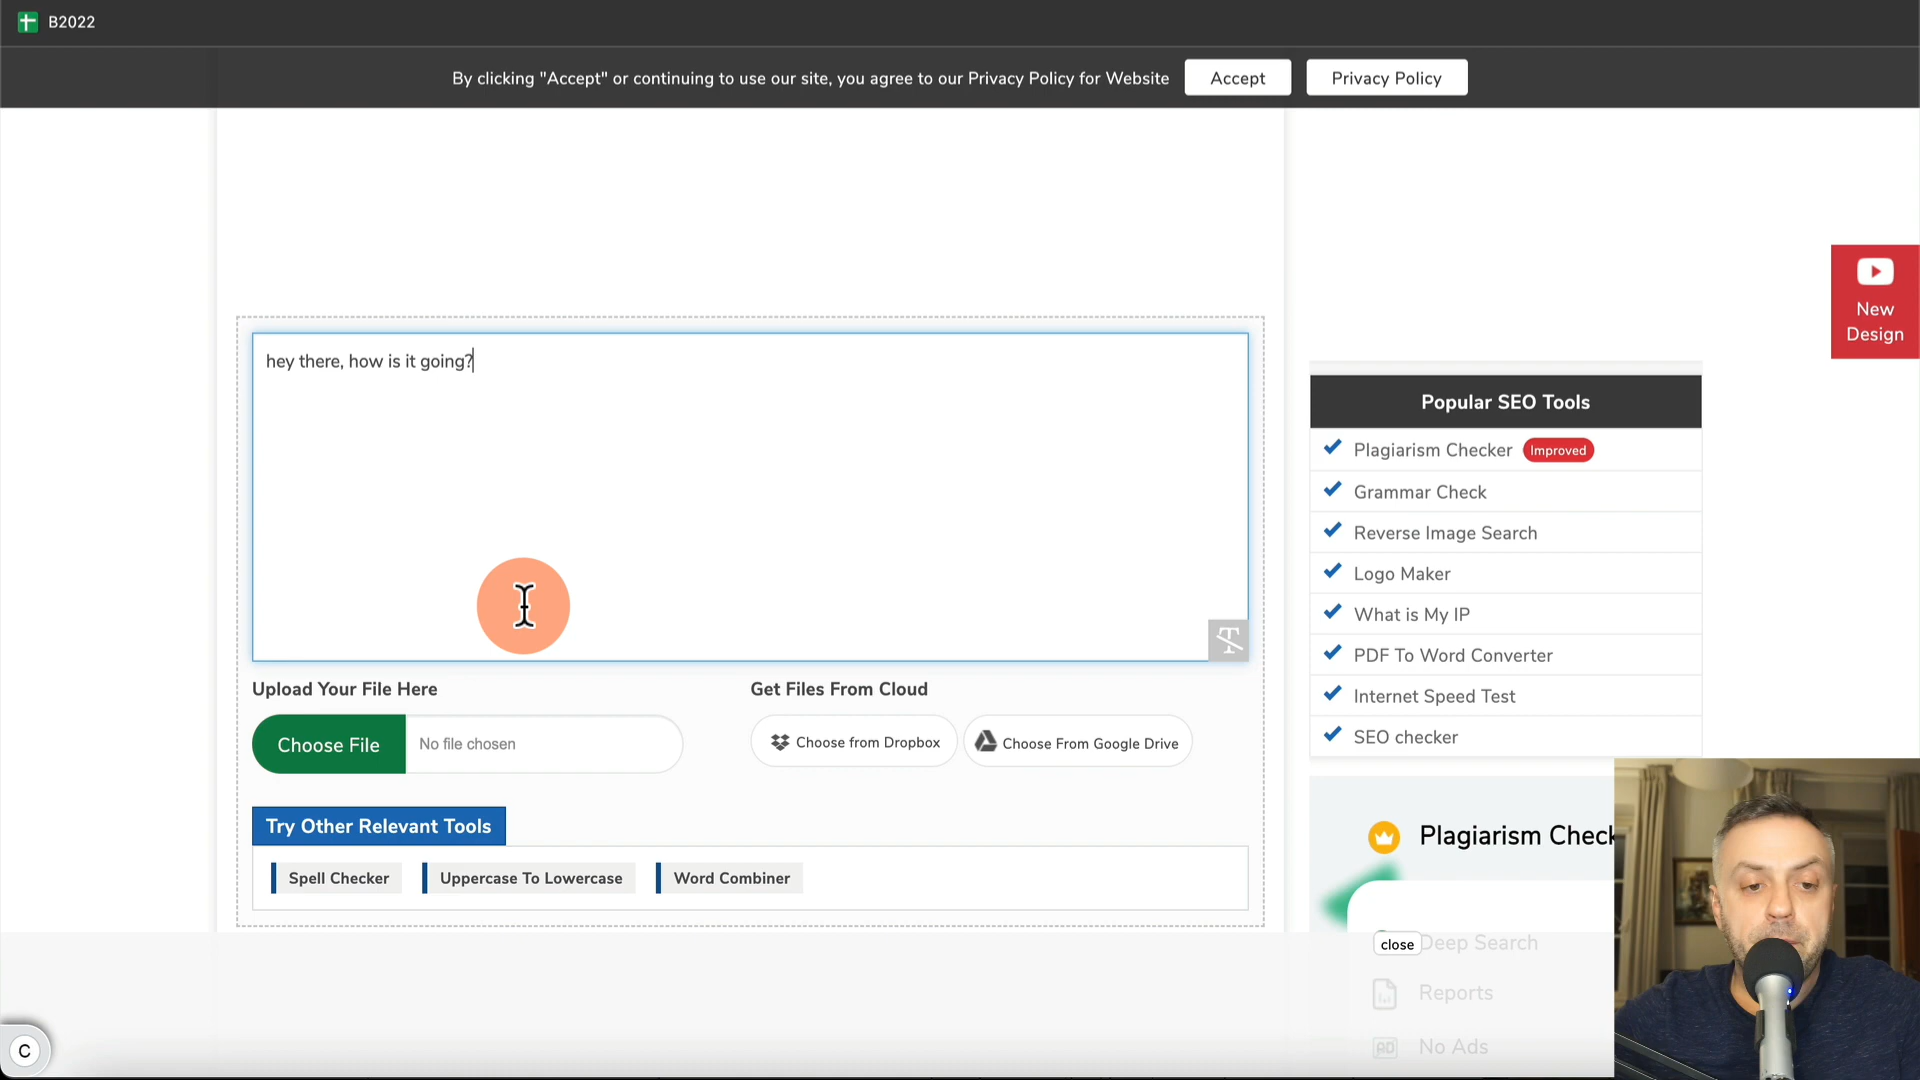 B2022
By clicking "Accept" or continuing to use our site, you agree to our Privacy Policy for Website
Accept
Privacy Policy
New
Design
hey there, how is it going?
Popular SEO Tools
Plagiarism Checker
Improved
Grammar Check
Reverse Image Search
Logo Maker
What is My IP
PDF To Word Converter
Internet Speed Test
SEO checker
Upload Your File Here
Get Files From Cloud
Choose File
No file chosen
Choose from Dropbox
Choose From Google Drive
Try Other Relevant Tools
Spell Checker
Uppercase To Lowercase
Word Combiner
Plagiarism Check
close
Deep Search
Reports
AD
No Ads
C